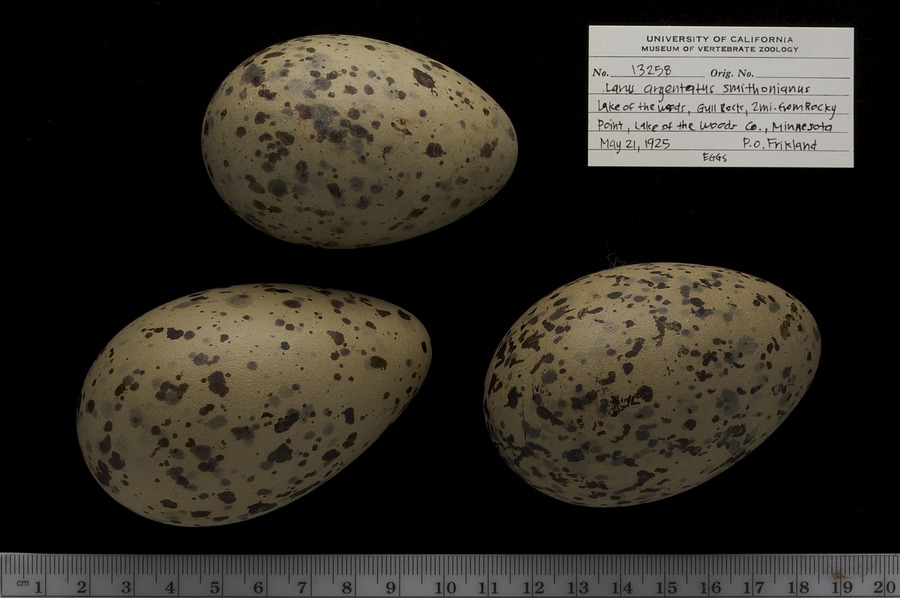 UNIVERSITY OF CALIFORNIA
MUSEUM OF VERTEBRATE ZOOLOGY
No. 13258 Orig. No.
Larus argentatus smithonianus
Lake of the Woods, Gull Rocks, 2mi. from Rocky
Point, Lake of the Woods Co., Minnesota
May 21, 1925 P.O. Frikland
EGGS
cm 1 2 3 4 5 6 7 8 9 10 11 12 13 14 15 16 17 18 19 20